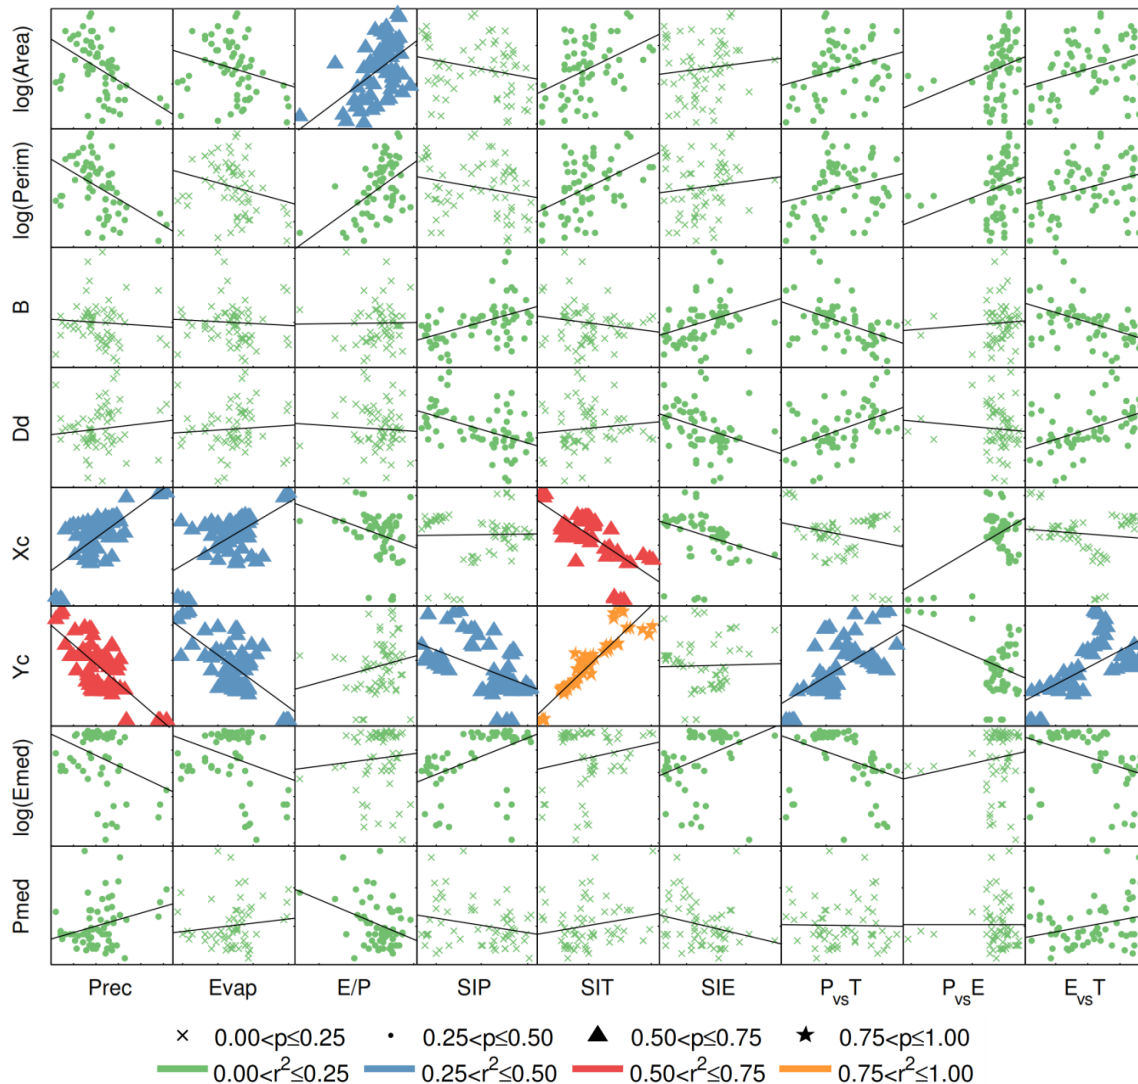 log(Area)
log(Perim)
B
Dd
Xc
Yc
log(Emed)
Pmed
Prec Evap E/P SIP SIT SIE PvsT PvsE EvsT
0.00<p≤0.25 0.25<p≤0.50 0.50<p≤0.75 0.75<p≤1.00
0.00<r²≤0.25 0.25<r²≤0.50 0.50<r²≤0.75 0.75<r²≤1.00